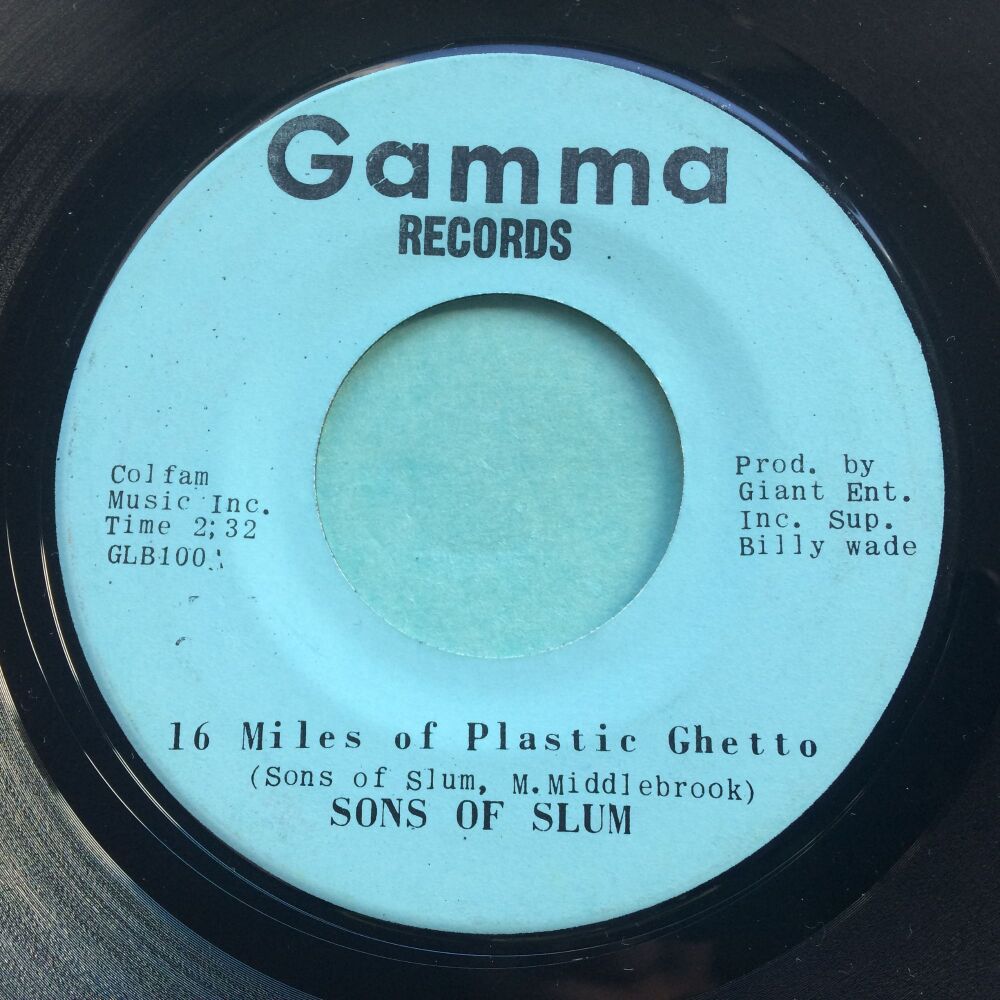 Gamma
RECORDS
Colfam
Music Inc.
Time 2;32
GLB100
Prod. by
Giant Ent.
Inc. Sup.
Billy wade
16 Miles of Plastic Ghetto
(Sons of Slum, M.Middlebrook)
SONS OF SLUM